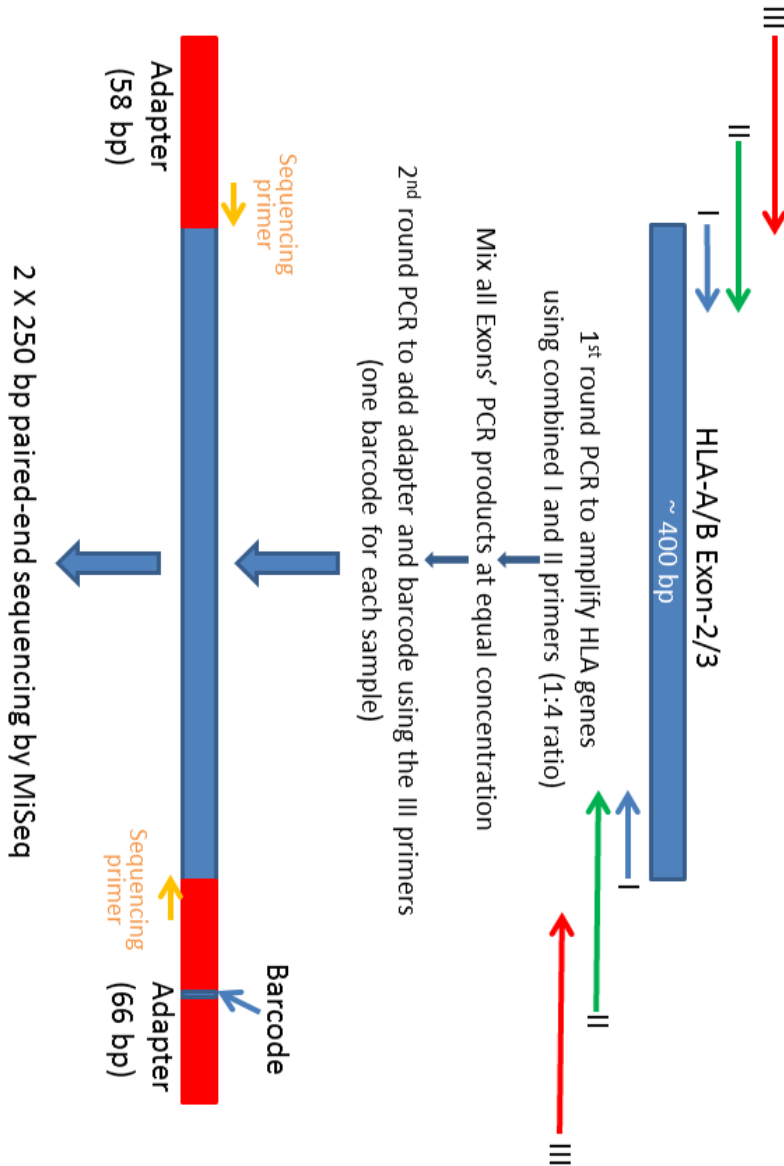 III
II
I
HLA-A/B Exon-2/3
~ 400 bp
I
II
III
1st round PCR to amplify HLA genes
using combined I and II primers (1:4 ratio)
Mix all Exons’ PCR products at equal concentration
2nd round PCR to add adapter and barcode using the III primers
(one barcode for each sample)
Sequencing
primer
Barcode
Adapter
(58 bp)
Sequencing
primer
Adapter
(66 bp)
2 X 250 bp paired-end sequencing by MiSeq